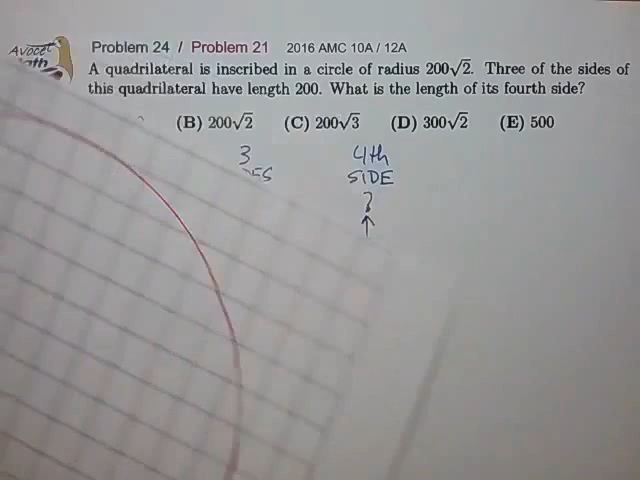 Avocet
Problem 24 / Problem 21 2016 AMC 10A / 12A
A quadrilateral is inscribed in a circle of radius 200√2. Three of the sides of
this quadrilateral have length 200. What is the length of its fourth side?
(B) 200√2 (C) 200√3 (D) 300√2 (E) 500
3 4th
SIDE
?